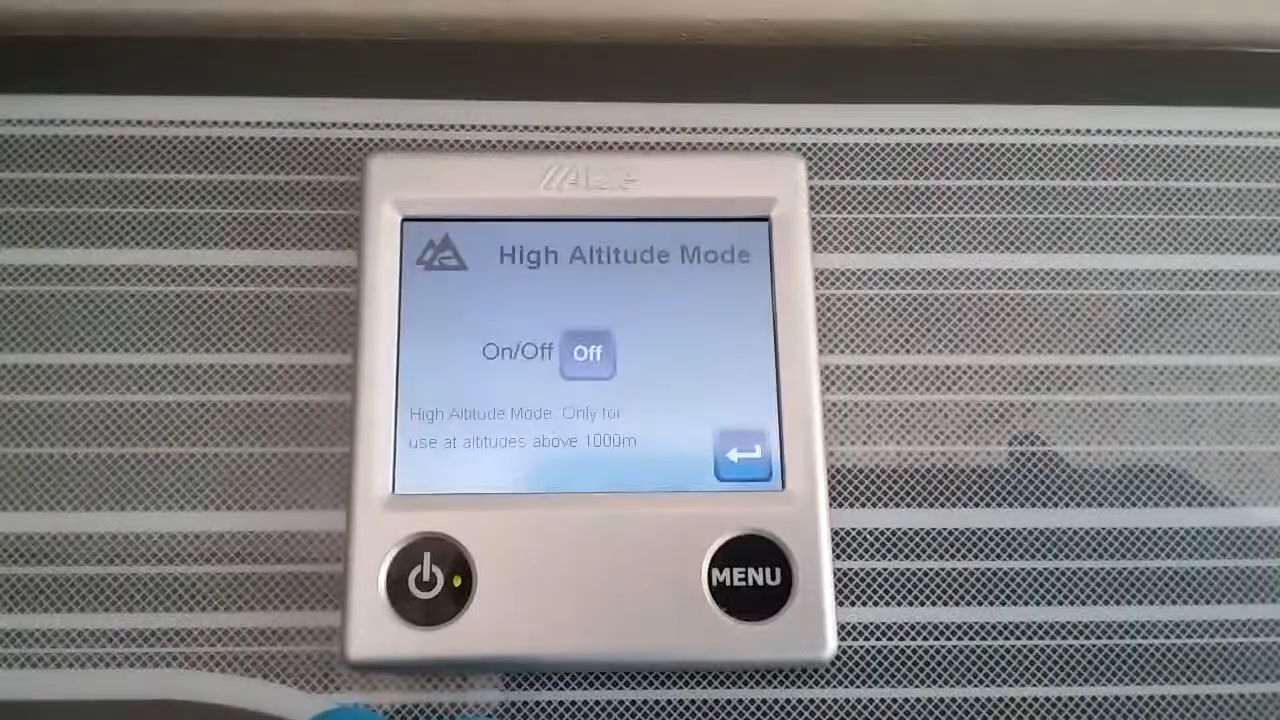 High Altitude Mode
On/Off Off
High Altitude Mode. Only for
use at altitudes above 1000m
MENU